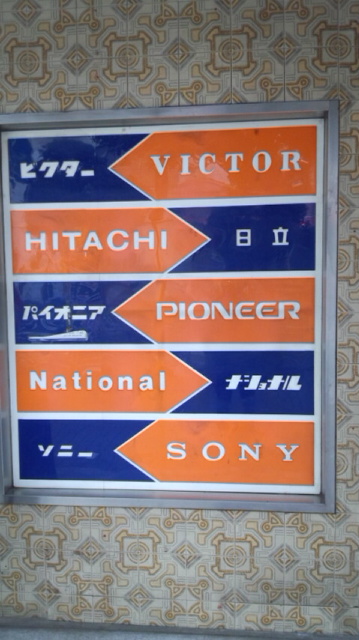 ビクター VICTOR
HITACHI 日立
パイオニア PIONEER
National ナショナル
ソニー SONY